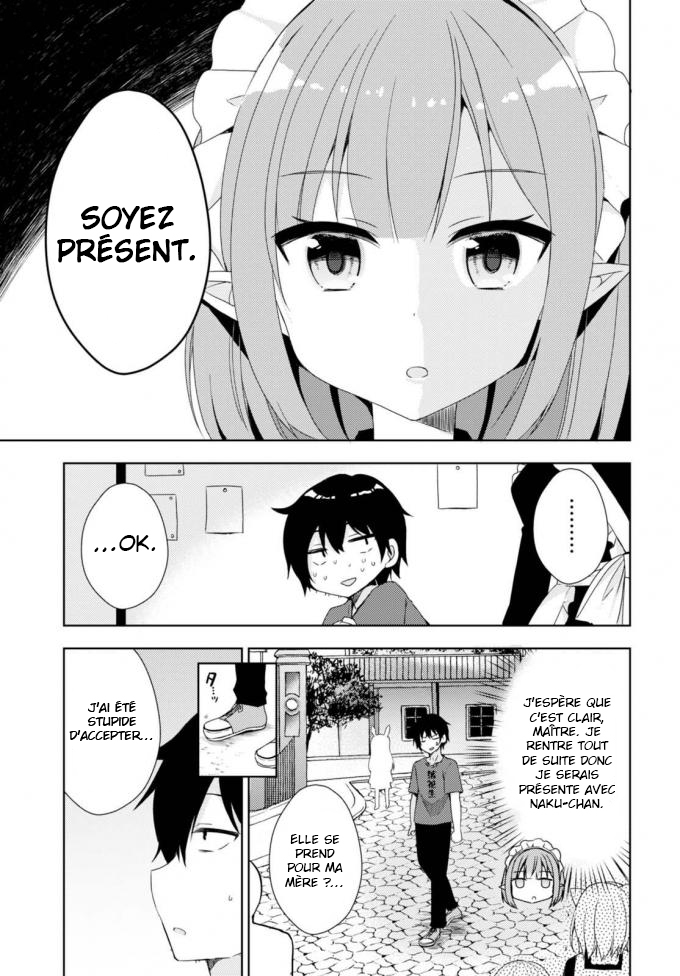 SOYEZ
PRÉSENT.
..........
...OK.
J'ESPÈRE QUE
C'EST CLAIR,
MAÎTRE. JE
RENTRE TOUT
DE SUITE DONC
JE SERAIS
PRÉSENTE AVEC
NAKU-CHAN.
ELLE SE
PREND
POUR MA
MÈRE ?...
J'AI ÉTÉ
STUPIDE
D'ACCEPTER...